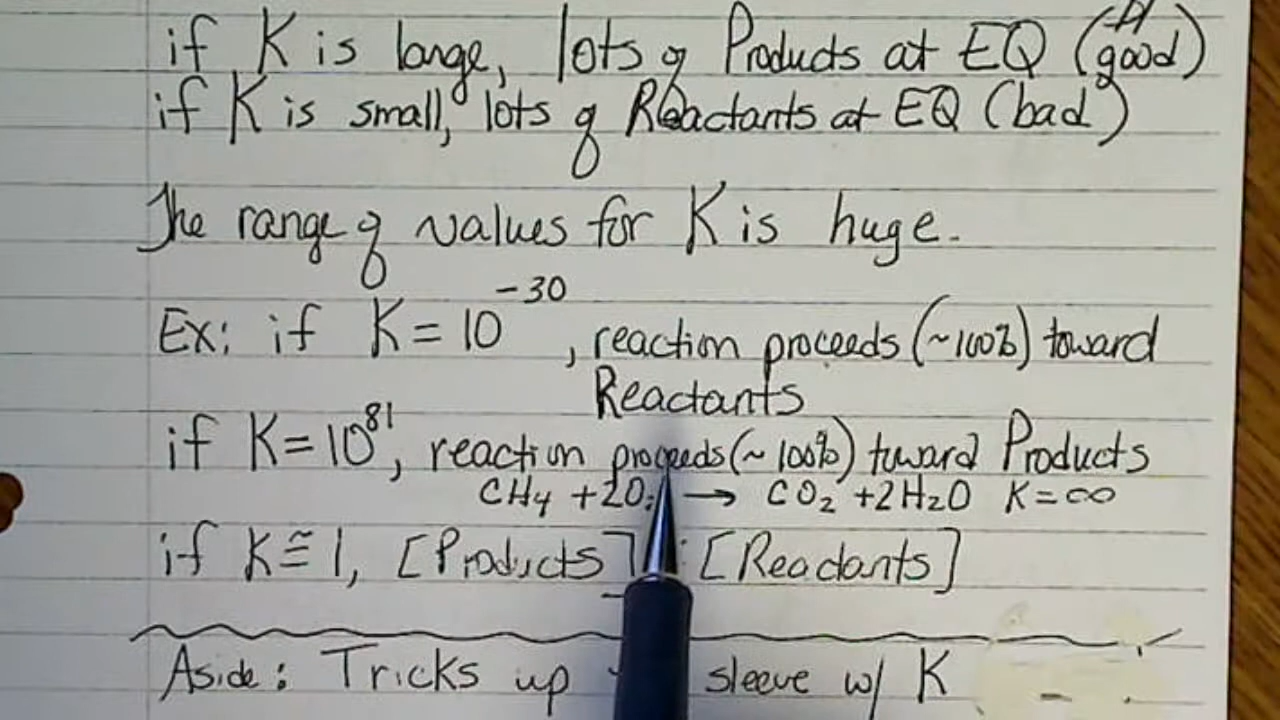 if K is large, lots of Products at EQ (good)
if K is small, lots of Reactants at EQ (bad)
The range of values for K is huge.
Ex: if K = 10⁻³⁰, reaction proceeds (~100%) toward
Reactants
if K = 10⁸¹, reaction proceeds (~100%) toward Products
CH₄ + 2O₂ → CO₂ + 2H₂O K = ∞
if K ≅ 1, [Products] [Reactants]
Aside: Tricks up sleeve w/ K